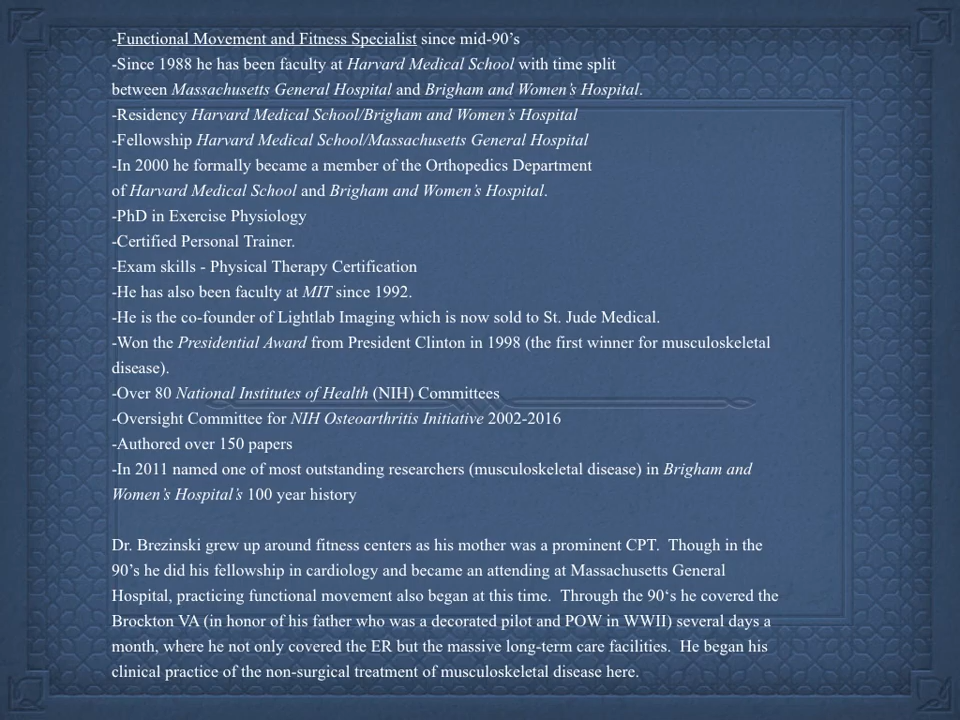 -Functional Movement and Fitness Specialist since mid-90’s
-Since 1988 he has been faculty at Harvard Medical School with time split
between Massachusetts General Hospital and Brigham and Women’s Hospital.
-Residency Harvard Medical School/Brigham and Women’s Hospital
-Fellowship Harvard Medical School/Massachusetts General Hospital
-In 2000 he formally became a member of the Orthopedics Department
of Harvard Medical School and Brigham and Women’s Hospital.
-PhD in Exercise Physiology
-Certified Personal Trainer.
-Exam skills - Physical Therapy Certification
-He has also been faculty at MIT since 1992.
-He is the co-founder of Lightlab Imaging which is now sold to St. Jude Medical.
-Won the Presidential Award from President Clinton in 1998 (the first winner for musculoskeletal
disease).
-Over 80 National Institutes of Health (NIH) Committees
-Oversight Committee for NIH Osteoarthritis Initiative 2002-2016
-Authored over 150 papers
-In 2011 named one of most outstanding researchers (musculoskeletal disease) in Brigham and
Women’s Hospital’s 100 year history
Dr. Brezinski grew up around fitness centers as his mother was a prominent CPT.  Though in the
90’s he did his fellowship in cardiology and became an attending at Massachusetts General
Hospital, practicing functional movement also began at this time.  Through the 90‘s he covered the
Brockton VA (in honor of his father who was a decorated pilot and POW in WWII) several days a
month, where he not only covered the ER but the massive long-term care facilities.  He began his
clinical practice of the non-surgical treatment of musculoskeletal disease here.